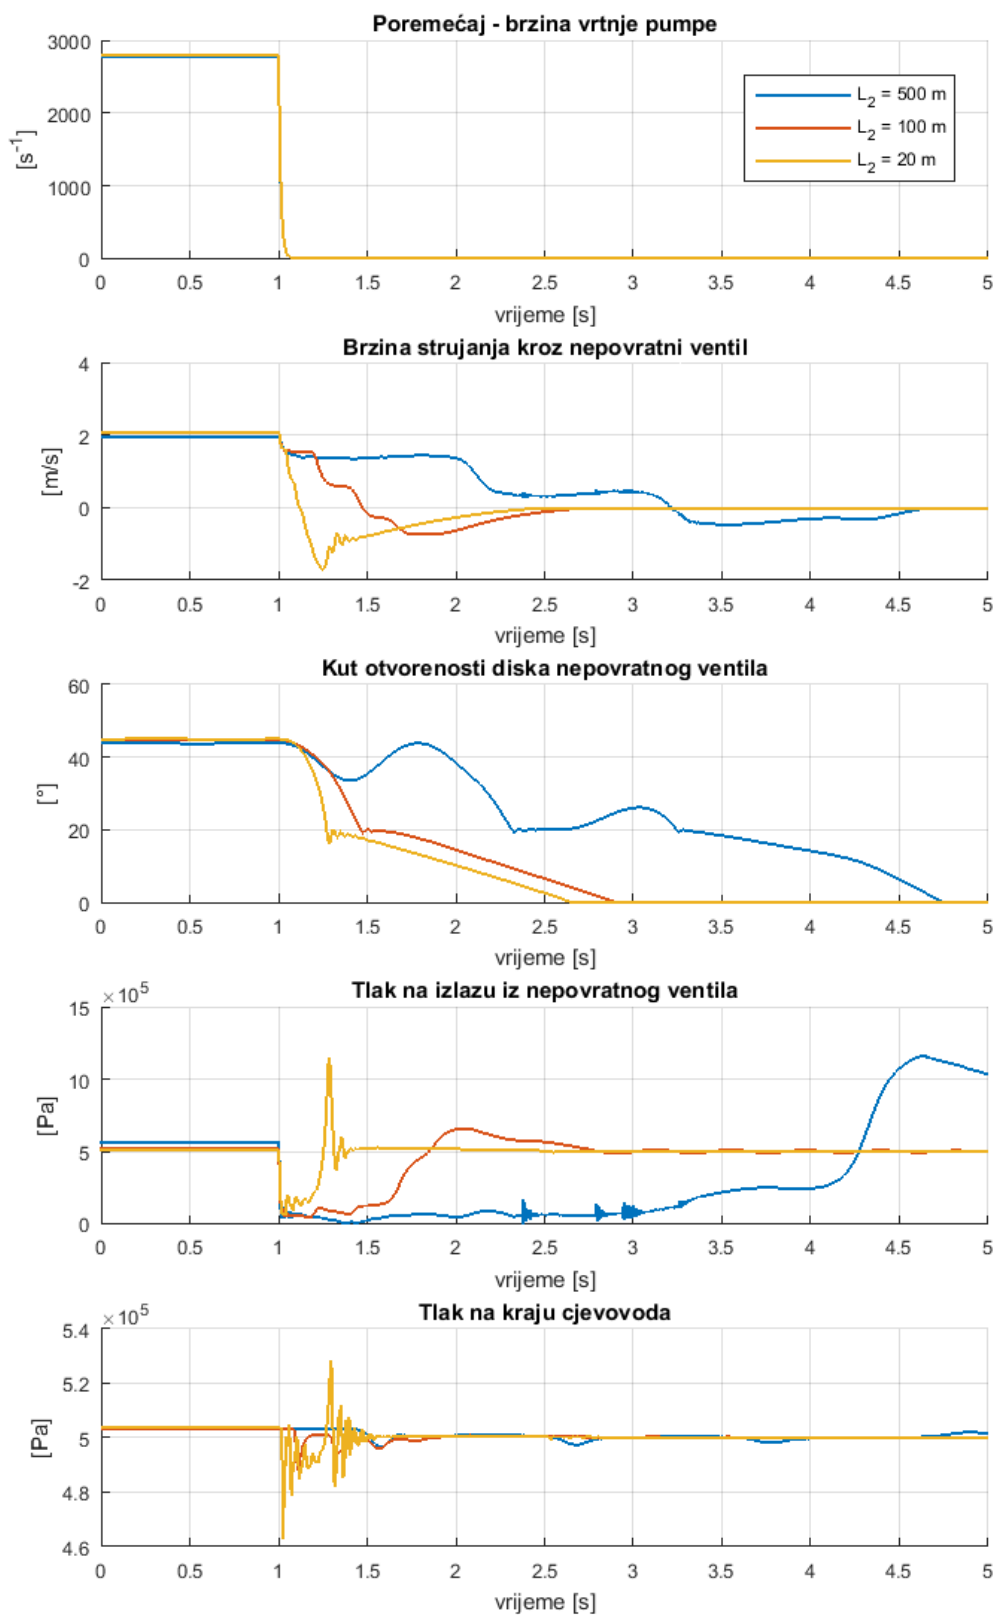 Poremećaj - brzina vrtnje pumpe
3000
2000
1000
0
[s-1]
L2 = 500 m
L2 = 100 m
L2 = 20 m
0 0.5 1 1.5 2 2.5 3 3.5 4 4.5 5
vrijeme [s]
Brzina strujanja kroz nepovratni ventil
4
2
0
-2
[m/s]
0 0.5 1 1.5 2 2.5 3 3.5 4 4.5 5
vrijeme [s]
Kut otvorenosti diska nepovratnog ventila
60
40
20
0
[°]
0 0.5 1 1.5 2 2.5 3 3.5 4 4.5 5
vrijeme [s]
×10^5
Tlak na izlazu iz nepovratnog ventila
15
10
5
0
[Pa]
0 0.5 1 1.5 2 2.5 3 3.5 4 4.5 5
vrijeme [s]
×10^5
Tlak na kraju cjevovoda
5.4
5.2
5
4.8
4.6
[Pa]
0 0.5 1 1.5 2 2.5 3 3.5 4 4.5 5
vrijeme [s]